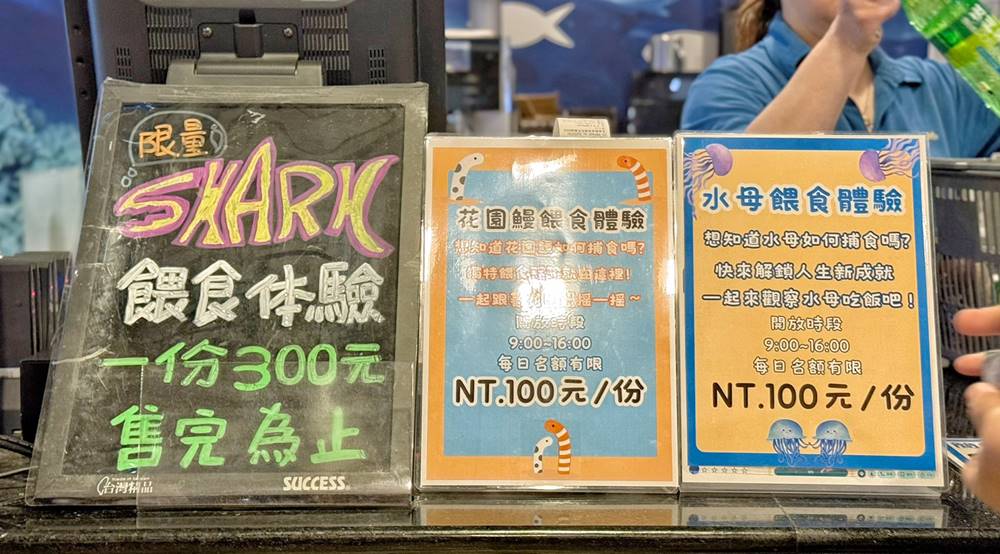 限量
SHARK
餵食体驗
一份300元
售完為止
台灣精品
SUCCESS
花園鰻餵食體驗
想知道花園鰻如何捕食嗎?
一起跟
搖一搖~
開放時段
9:00~16:00
每日名額有限
NT.100元/份
水母餵食體驗
想知道水母如何捕食嗎?
快來解鎖人生新成就
一起來觀察水母吃飯吧!
開放時段
9:00~16:00
每日名額有限
NT.100元/份